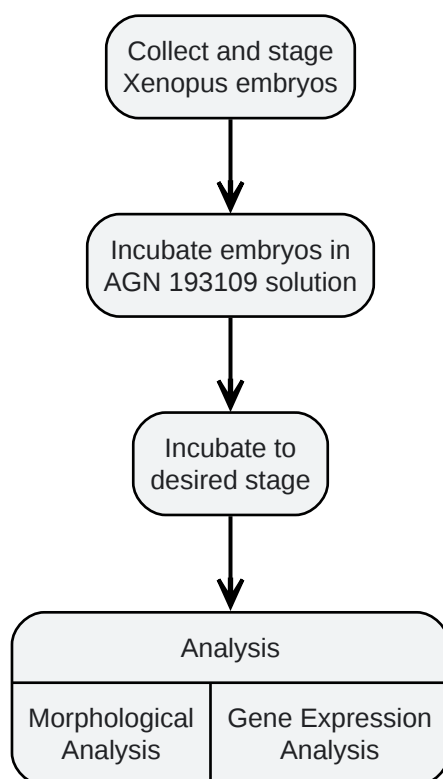 Collect and stage
Xenopus embryos
Incubate embryos in
AGN 193109 solution
Incubate to
desired stage
Analysis
Morphological
Analysis
Gene Expression
Analysis